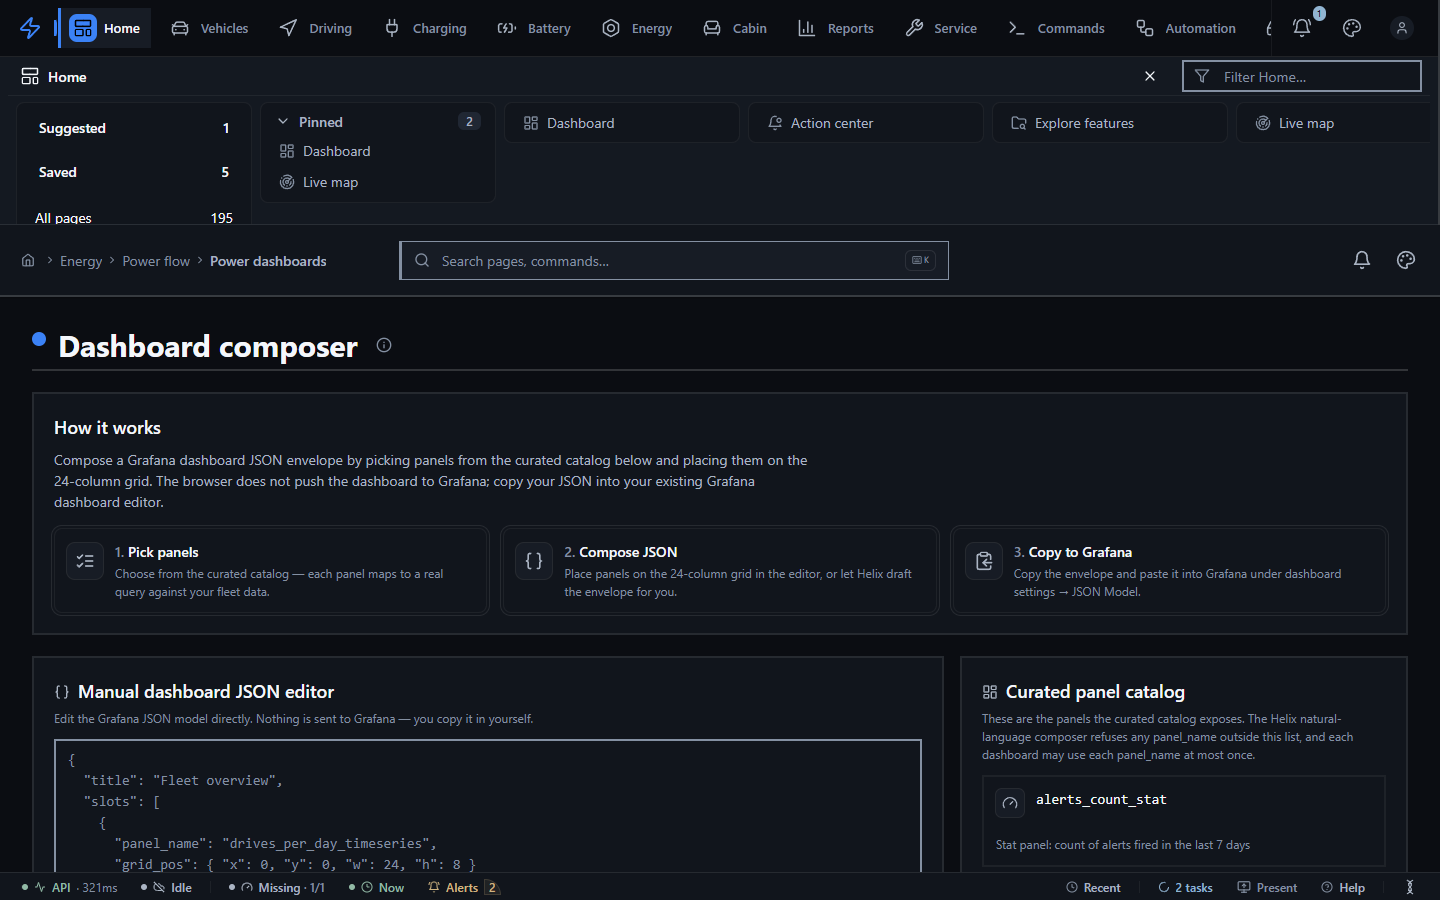 Home
Vehicles
Driving
Charging
Battery
Energy
Cabin
Reports
Service
Commands
Automation
1
Home
Filter Home...
Suggested 1
Saved 5
All pages 195
Pinned 2
Dashboard
Live map
Dashboard
Action center
Explore features
Live map
Energy > Power flow > Power dashboards
Search pages, commands...
K
Dashboard composer
How it works
Compose a Grafana dashboard JSON envelope by picking panels from the curated catalog below and placing them on the
24-column grid. The browser does not push the dashboard to Grafana; copy your JSON into your existing Grafana
dashboard editor.
1. Pick panels
Choose from the curated catalog — each panel maps to a real
query against your fleet data.
2. Compose JSON
Place panels on the 24-column grid in the editor, or let Helix draft
the envelope for you.
3. Copy to Grafana
Copy the envelope and paste it into Grafana under dashboard
settings → JSON Model.
Manual dashboard JSON editor
Edit the Grafana JSON model directly. Nothing is sent to Grafana — you copy it in yourself.
{
"title": "Fleet overview",
"slots": [
{
"panel_name": "drives_per_day_timeseries",
"grid_pos": { "x": 0, "y": 0, "w": 24, "h": 8 }
Curated panel catalog
These are the panels the curated catalog exposes. The Helix natural-
language composer refuses any panel_name outside this list, and each
dashboard may use each panel_name at most once.
alerts_count_stat
Stat panel: count of alerts fired in the last 7 days
API · 321ms
Idle
Missing · 1/1
Now
Alerts 2
Recent
2 tasks
Present
Help